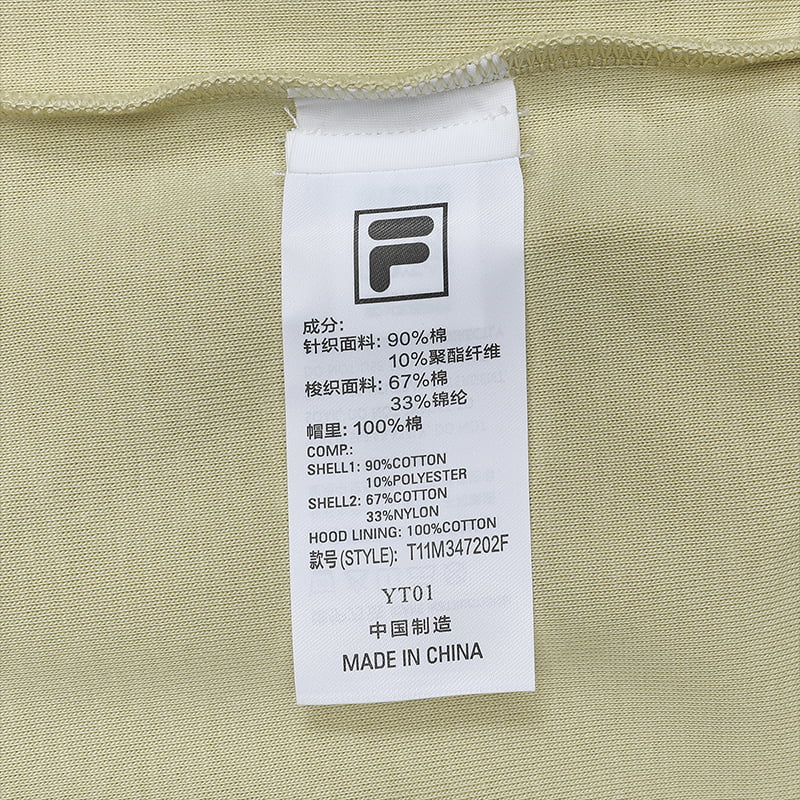 F
成分:
针织面料: 90%棉
10%聚酯纤维
梭织面料: 67%棉
33%锦纶
帽里: 100%棉
COMP.:
SHELL1: 90%COTTON
10%POLYESTER
SHELL2: 67%COTTON
33%NYLON
HOOD LINING: 100%COTTON
款号(STYLE): T11M347202F
YT01
中国制造
MADE IN CHINA